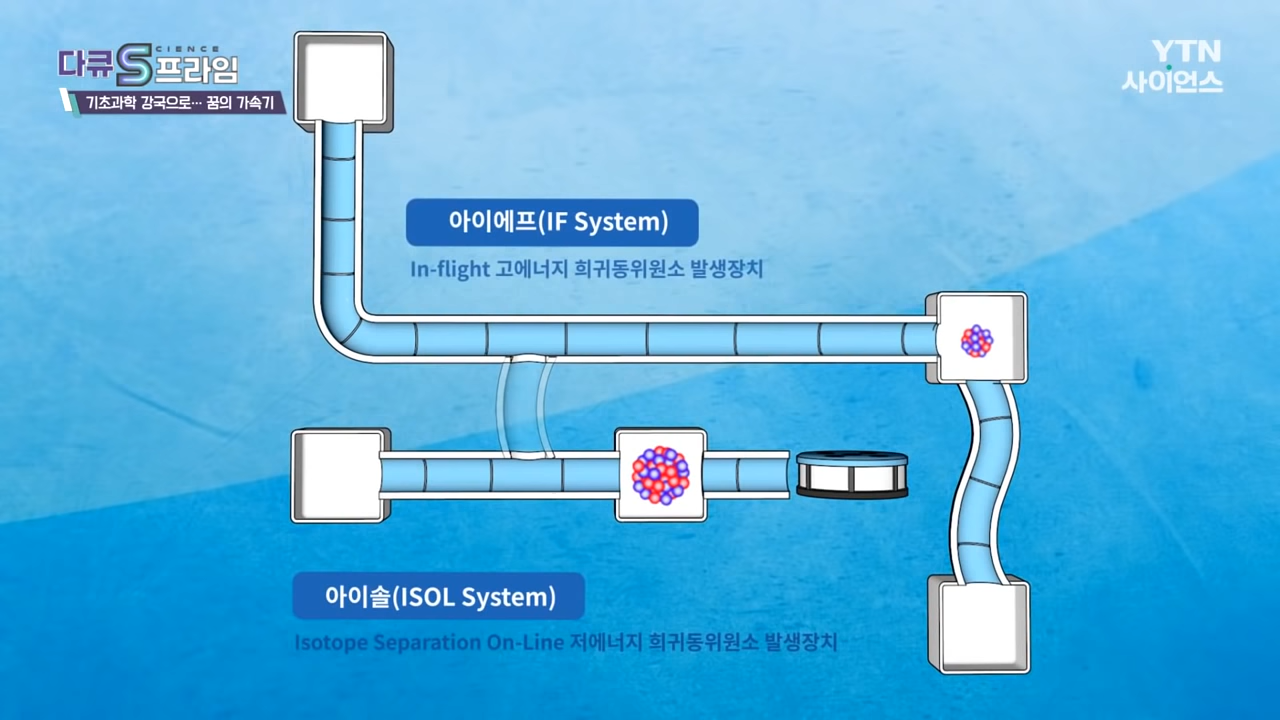 다큐S프라임
CIENCE
YTN
사이언스
기초과학 강국으로… 꿈의 가속기
아이에프(IF System)
In-flight 고에너지 희귀동위원소 발생장치
아이솔(ISOL System)
Isotope Separation On-Line 저에너지 희귀동위원소 발생장치